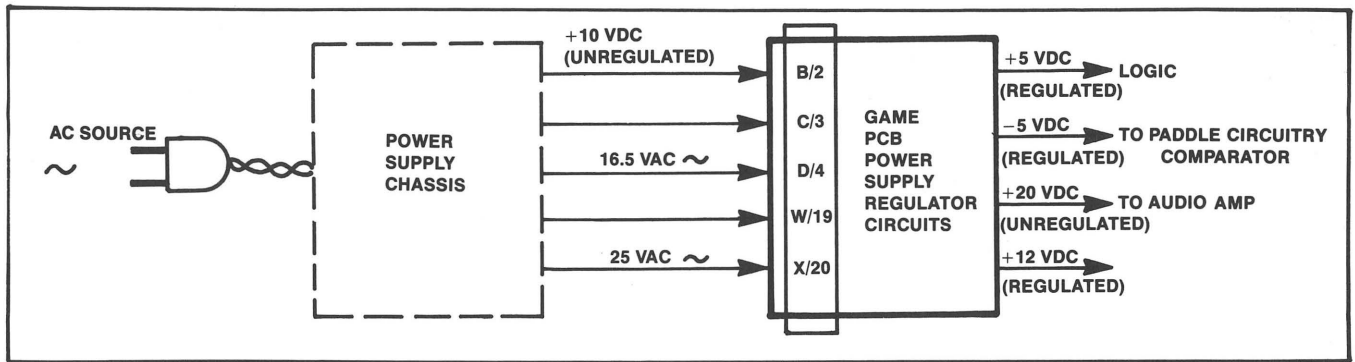 AC SOURCE
∼
POWER
SUPPLY
CHASSIS
+10 VDC
(UNREGULATED)
16.5 VAC ∼
25 VAC ∼
B/2
C/3
D/4
W/19
X/20
GAME
PCB
POWER
SUPPLY
REGULATOR
CIRCUITS
+5 VDC
(REGULATED)
LOGIC
−5 VDC
(REGULATED)
TO PADDLE CIRCUITRY
COMPARATOR
+20 VDC
(UNREGULATED)
TO AUDIO AMP
+12 VDC
(REGULATED)